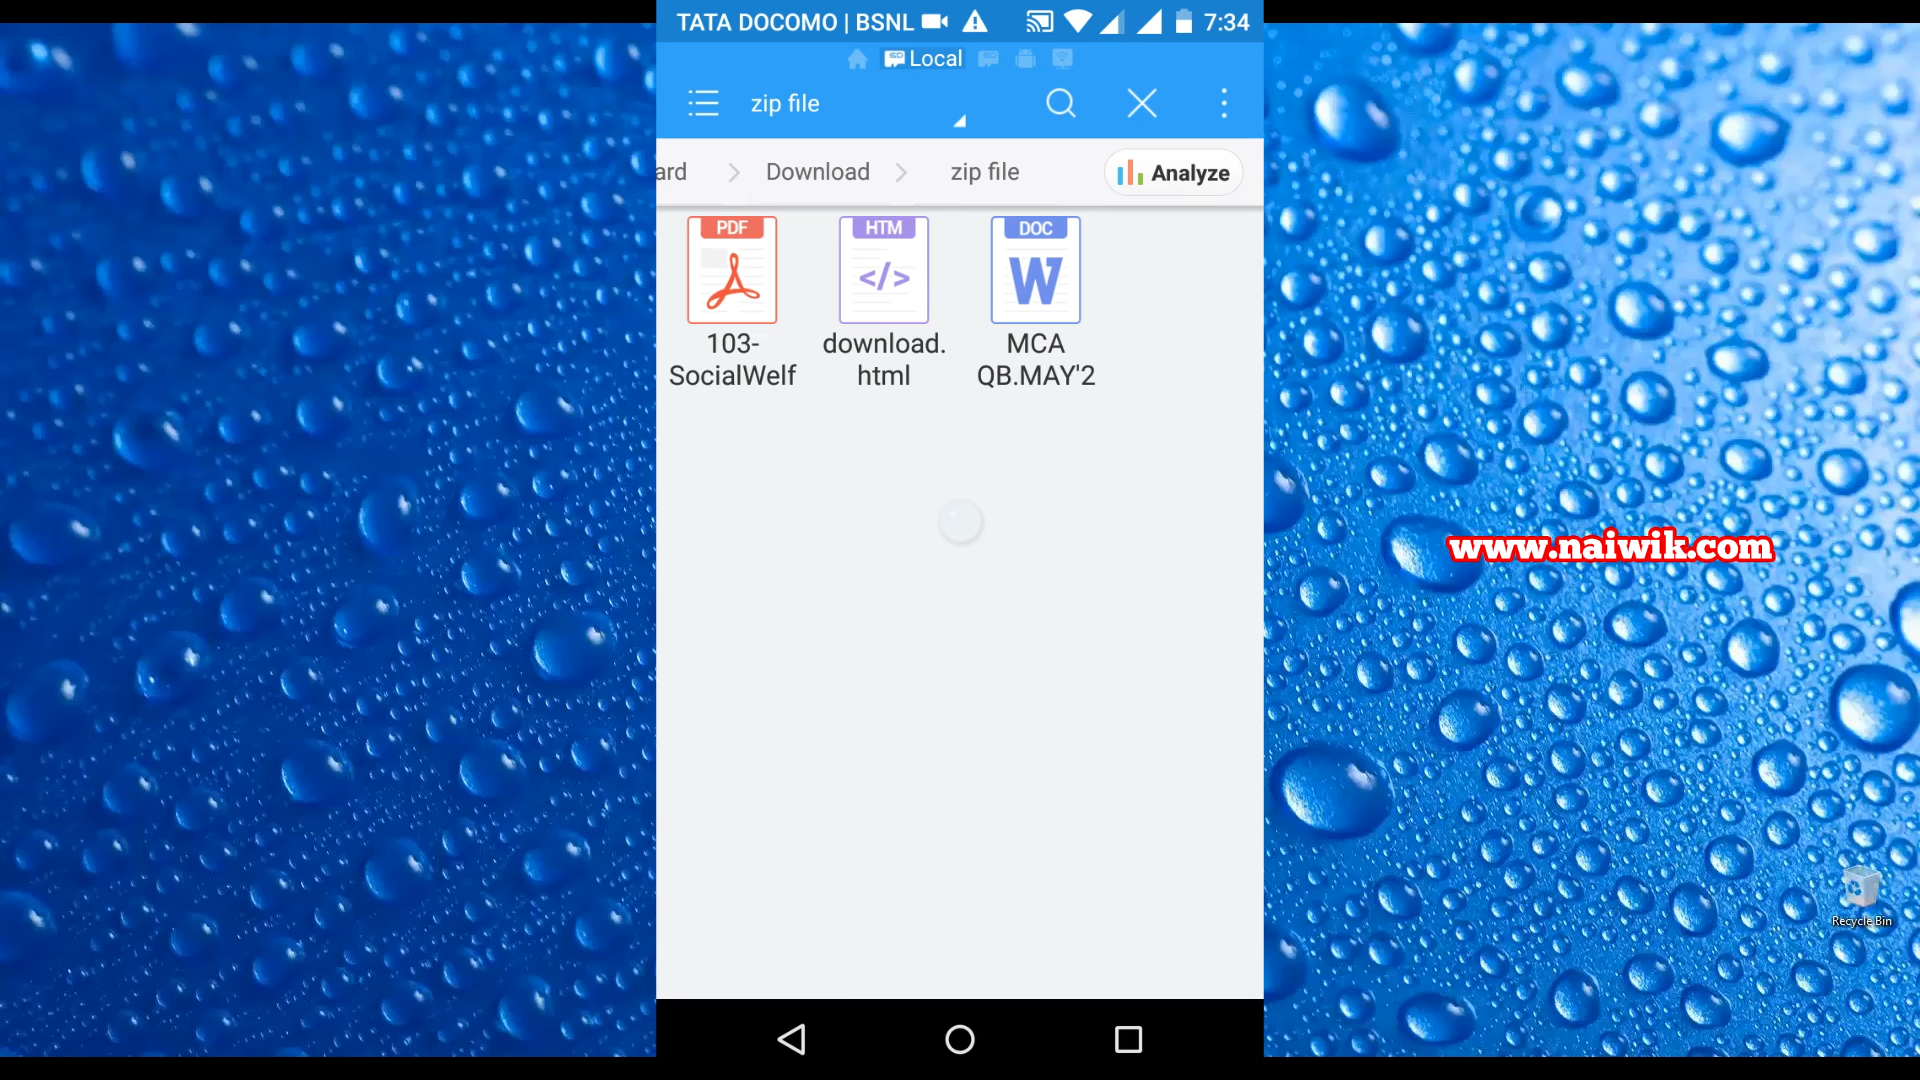 TATA DOCOMO | BSNL 7:34
Local
zip file
ard Download zip file Analyze
PDF HTM DOC
103-
SocialWelf
download.
html
MCA
QB.MAY'2
www.naiwik.com
Recycle Bin